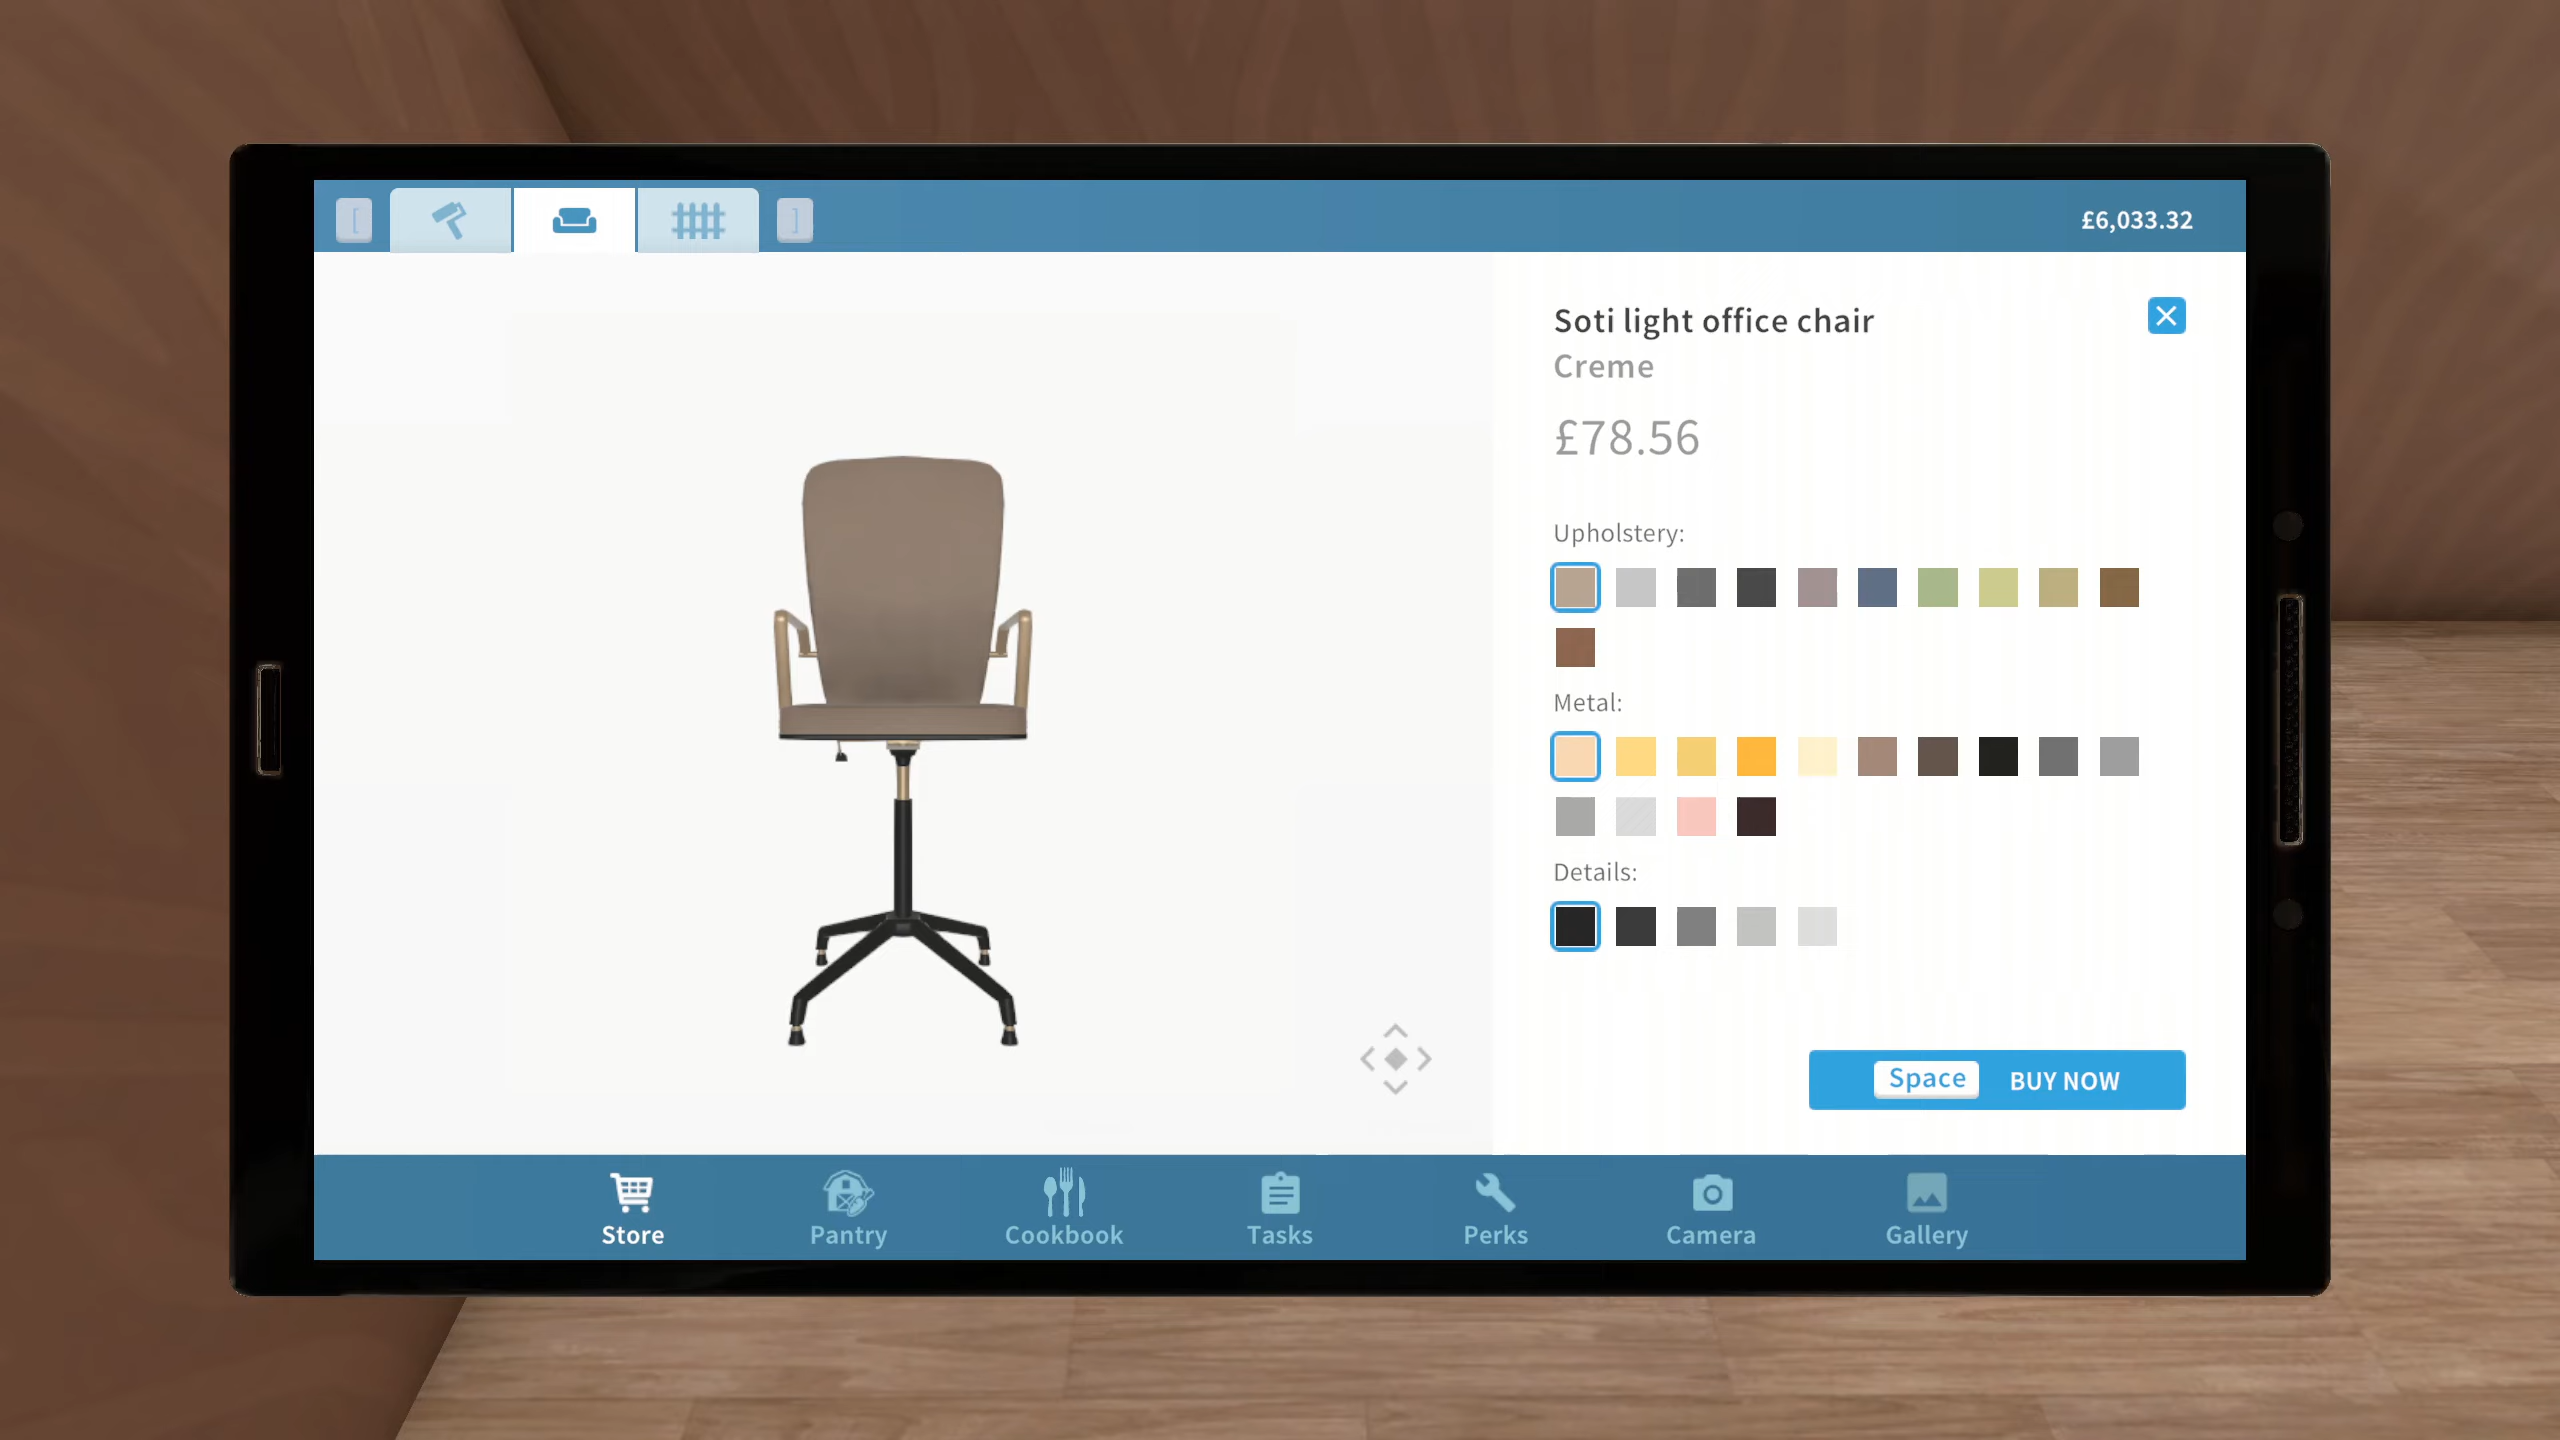 [
]
£6,033.32
Soti light office chair
Creme
£78.56
Upholstery:
Metal:
Details:
Space BUY NOW
Store Pantry Cookbook Tasks Perks Camera Gallery